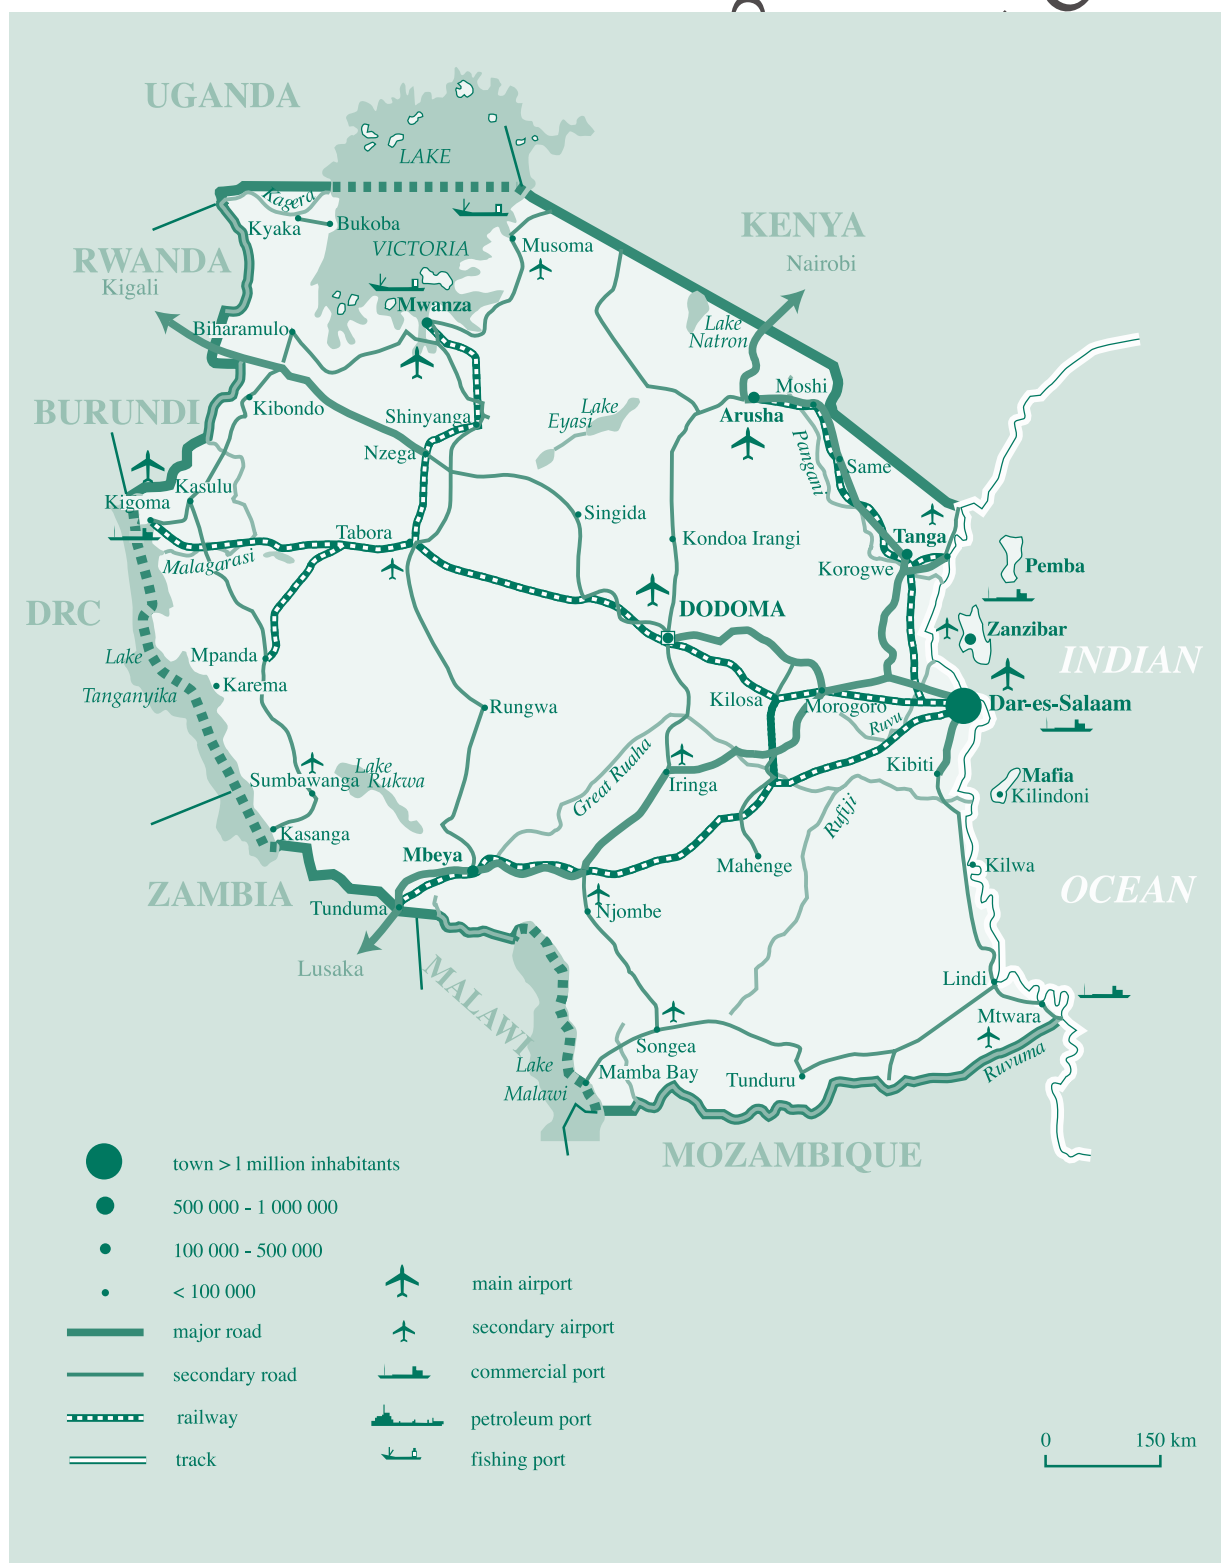 UGANDA
LAKE
Kagera
Kyaka
Bukoba
VICTORIA
Musoma
KENYA
Nairobi
RWANDA
Kigali
Mwanza
Biharamulo
Lake
Natron
Moshi
BURUNDI
Kibondo
Shinyanga
Lake
Eyasi
Arusha
Nzega
Pangani
Same
Kasulu
Kigoma
Singida
Tabora
Kondoa Irangi
Tanga
Malagarasi
Korogwe
Pemba
DRC
DODOMA
Zanzibar
Lake
Tanganyika
Mpanda
Karema
INDIAN
Rungwa
Kilosa
Morogoro
Ruvu
Dar-es-Salaam
Great Ruaha
Lake
Rukwa
Sumbawanga
Iringa
Kibiti
Mafia
Kilindoni
Rufiji
Kasanga
Mbeya
Mahenge
Kilwa
ZAMBIA
OCEAN
Tunduma
Njombe
Lusaka
MALAWI
Lindi
Mtwara
Songea
Ruvuma
Lake
Malawi
Mamba Bay
Tunduru
MOZAMBIQUE
town > l million inhabitants
500 000 - 1 000 000
100 000 - 500 000
< 100 000
major road
secondary road
railway
track
main airport
secondary airport
commercial port
petroleum port
fishing port
0 150 km